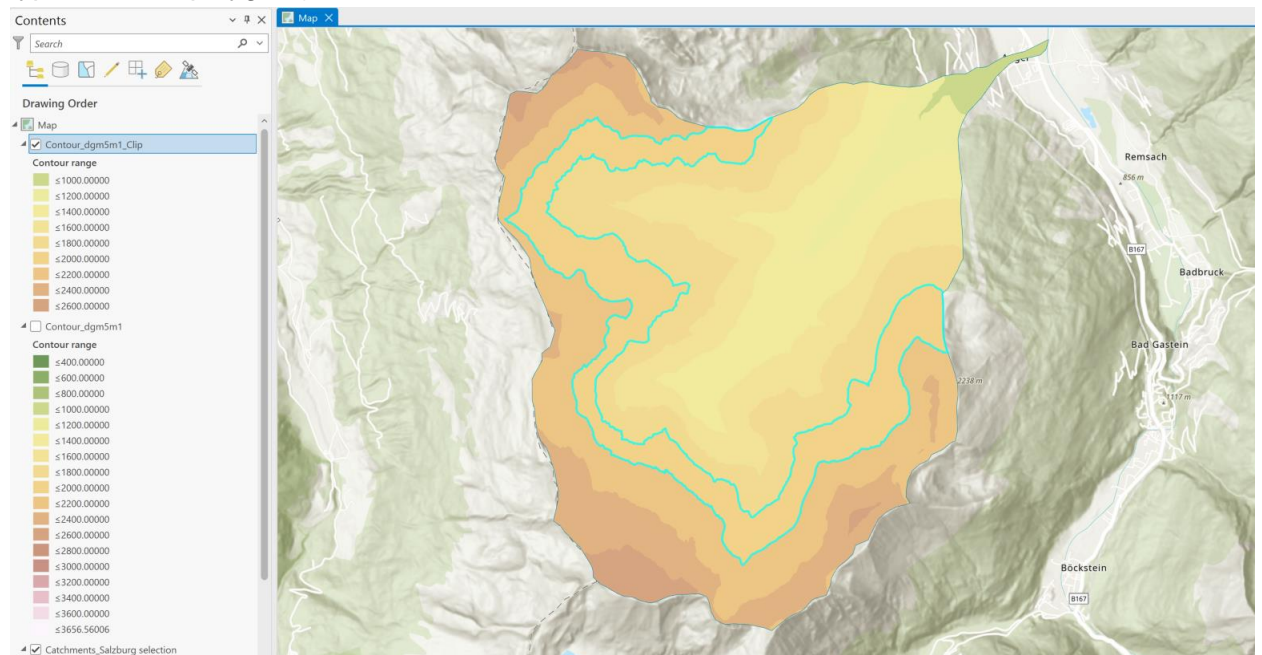 Contents
Search
Drawing Order
Map
Contour_dgm5m1_Clip
Contour range
≤1000.00000
≤1200.00000
≤1400.00000
≤1600.00000
≤1800.00000
≤2000.00000
≤2200.00000
≤2400.00000
≤2600.00000
Contour_dgm5m1
Contour range
≤400.00000
≤600.00000
≤800.00000
≤1000.00000
≤1200.00000
≤1400.00000
≤1600.00000
≤1800.00000
≤2000.00000
≤2200.00000
≤2400.00000
≤2600.00000
≤2800.00000
≤3000.00000
≤3200.00000
≤3400.00000
≤3600.00000
≤3656.56006
Catchments_Salzburg selection
Map
Remsach
856 m
B167
Badbruck
Bad Gastein
2238 m
1117 m
Böckstein
B167